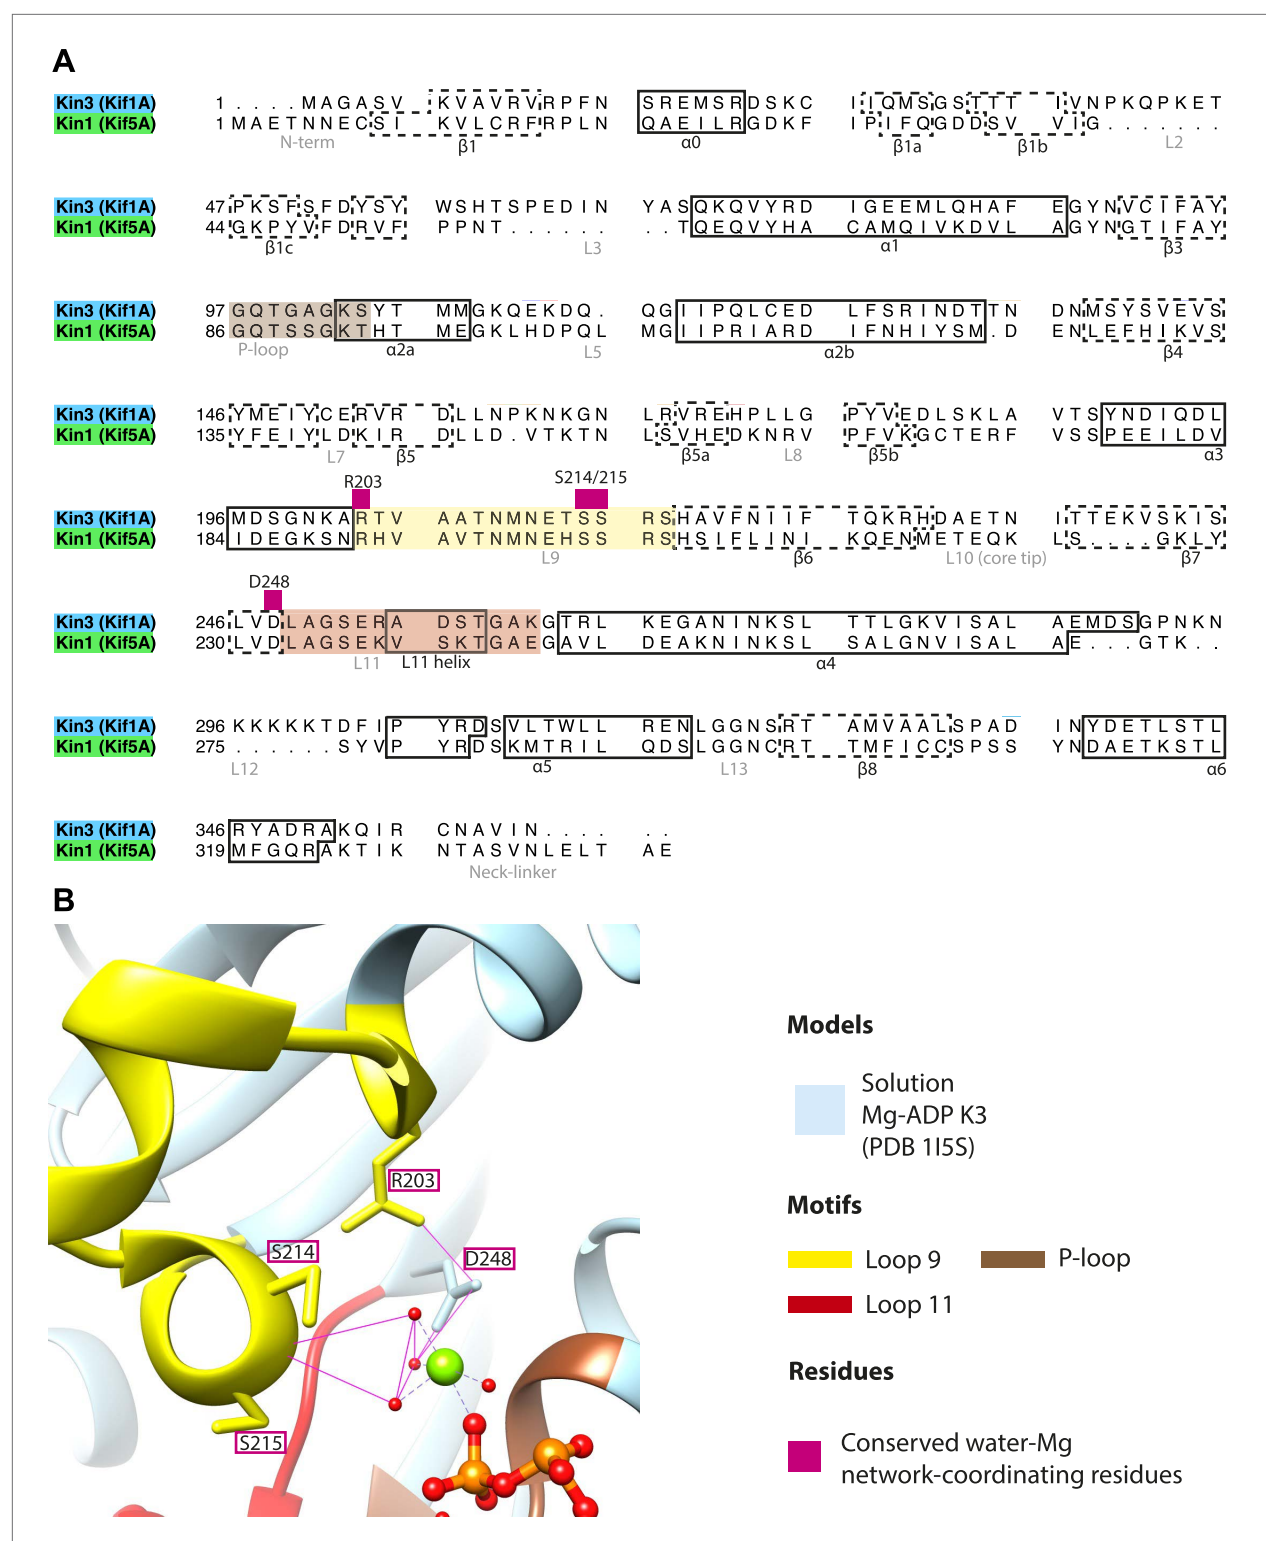 A
Kin3 (Kif1A) 1 . . . . M A G A S V K V A V R V R P F N S R E M S R D S K C I I Q M S G S T T T I V N P K Q P K E T
Kin1 (Kif5A) 1 M A E T N N E C S I K V L C R F R P L N Q A E I L R G D K F I P I F Q G D D S V V I G . . . . . . .
N-term β1 α0 β1a β1b L2
Kin3 (Kif1A) 47 P K S F S F D Y S Y W S H T S P E D I N Y A S Q K Q V Y R D I G E E M L Q H A F E G Y N V C I F A Y
Kin1 (Kif5A) 44 G K P Y V F D R V F P P N T . . . . . . . . T Q E Q V Y H A C A M Q I V K D V L A G Y N G T I F A Y
β1c L3 α1 β3
Kin3 (Kif1A) 97 G Q T G A G K S Y T M M G K Q E K D Q . Q G I I P Q L C E D L F S R I N D T T N D N M S Y S V E V S
Kin1 (Kif5A) 86 G Q T S S G K T H T M E G K L H D P Q L M G I I P R I A R D I F N H I Y S M . D E N L E F H I K V S
P-loop α2a L5 α2b β4
Kin3 (Kif1A) 146 Y M E I Y C E R V R D L L N P K N K G N L R V R E H P L L G P Y V E D L S K L A V T S Y N D I Q D L
Kin1 (Kif5A) 135 Y F E I Y L D K I R D L L D . V T K T N L S V H E D K N R V P F V K G C T E R F V S S P E E I L D V
L7 β5 β5a L8 β5b α3
R203 S214/215
Kin3 (Kif1A) 196 M D S G N K A R T V A A T N M N E T S S R S H A V F N I I F T Q K R H D A E T N I T T E K V S K I S
Kin1 (Kif5A) 184 I D E G K S N R H V A V T N M N E H S S R S H S I F L I N I K Q E N M E T E Q K L S . . . . G K L Y
L9 β6 L10 (core tip) β7
D248
Kin3 (Kif1A) 246 L V D L A G S E R A D S T G A K G T R L K E G A N I N K S L T T L G K V I S A L A E M D S G P N K N
Kin1 (Kif5A) 230 L V D L A G S E K V S K T G A E G A V L D E A K N I N K S L S A L G N V I S A L A E . . . G T K . .
L11 L11 helix α4
Kin3 (Kif1A) 296 K K K K K T D F I P Y R D S V L T W L L R E N L G G N S R T A M V A A L S P A D I N Y D E T L S T L
Kin1 (Kif5A) 275 . . . . . . S Y V P Y R D S K M T R I L Q D S L G G N C R T T M F I C C S P S S Y N D A E T K S T L
L12 α5 L13 β8 α6
Kin3 (Kif1A) 346 R Y A D R A K Q I R C N A V I N . . . . . .
Kin1 (Kif5A) 319 M F G Q R A K T I K N T A S V N L E L T A E
Neck-linker
B
R203
S214
D248
S215
Models
Solution
Mg-ADP K3
(PDB 1I5S)
Motifs
Loop 9 P-loop
Loop 11
Residues
Conserved water-Mg
network-coordinating residues